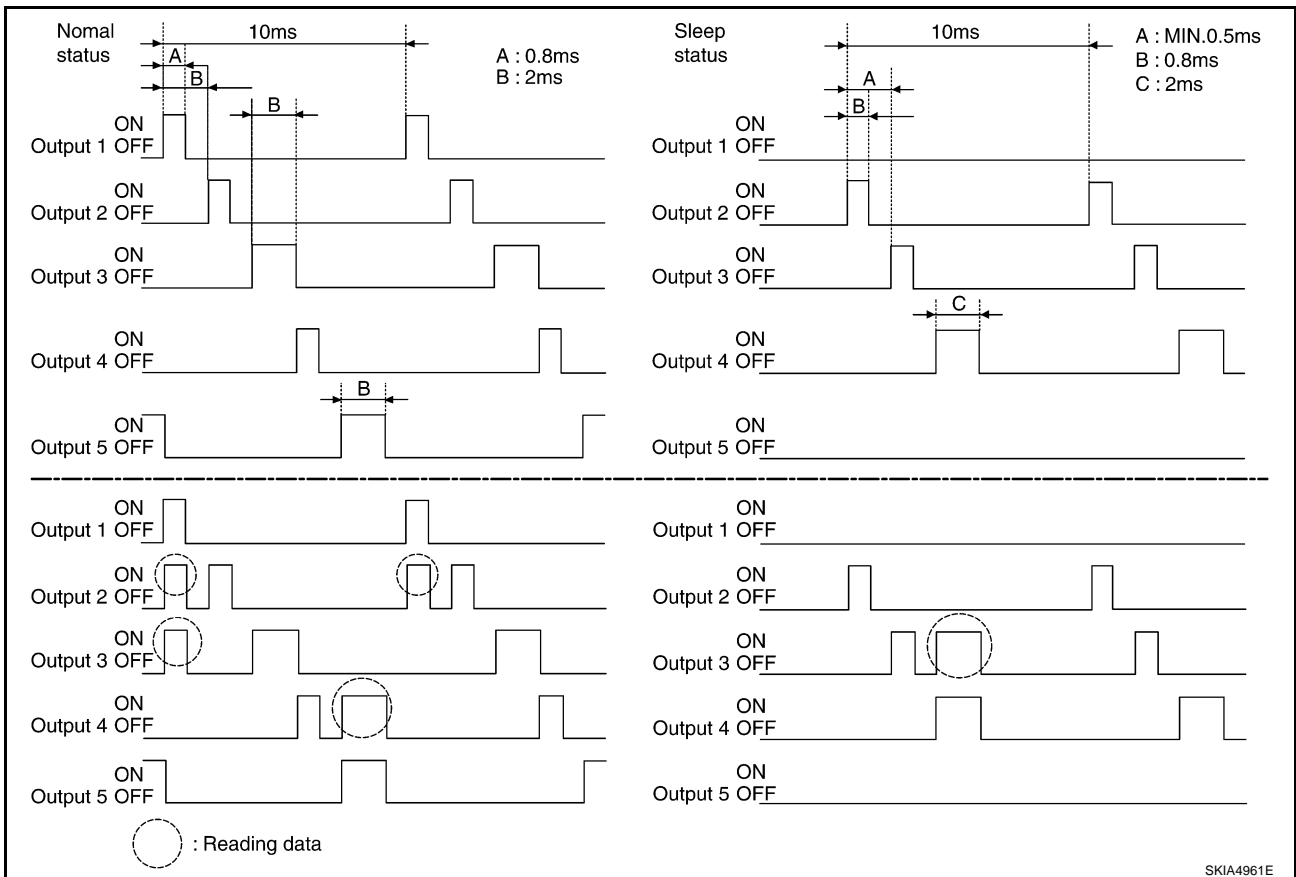 Nomal
status
10ms
A
B
B
A : 0.8ms
B : 2ms
ON
Output 1 OFF
ON
Output 2 OFF
ON
Output 3 OFF
ON
Output 4 OFF
B
ON
Output 5 OFF
Sleep
status
10ms
A
B
A : MIN.0.5ms
B : 0.8ms
C : 2ms
ON
Output 1 OFF
ON
Output 2 OFF
ON
Output 3 OFF
C
ON
Output 4 OFF
ON
Output 5 OFF
ON
Output 1 OFF
ON
Output 2 OFF
ON
Output 3 OFF
ON
Output 4 OFF
ON
Output 5 OFF
: Reading data
ON
Output 1 OFF
ON
Output 2 OFF
ON
Output 3 OFF
ON
Output 4 OFF
ON
Output 5 OFF
SKIA4961E